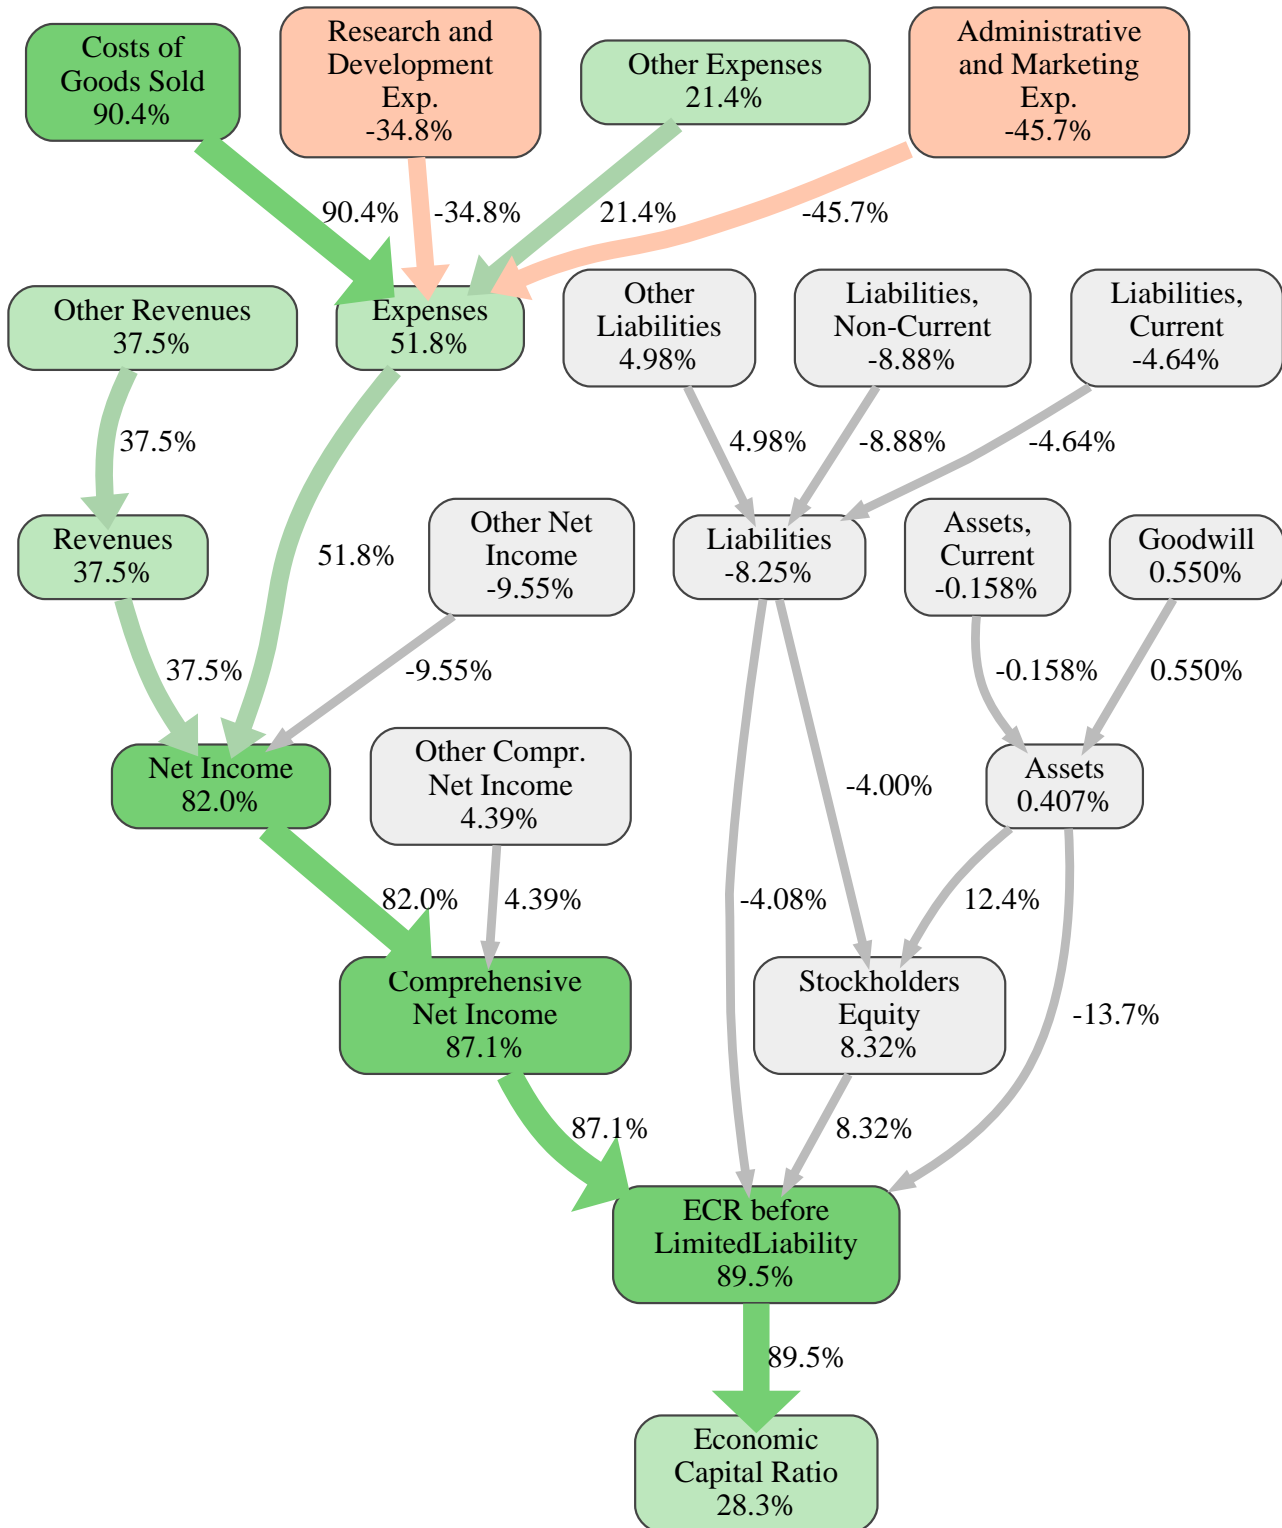 Costs of
Goods Sold
90.4%
Research and
Development
Exp.
-34.8%
Other Expenses
21.4%
Administrative
and Marketing
Exp.
-45.7%
90.4%
-34.8%
21.4%
-45.7%
Other Revenues
37.5%
Expenses
51.8%
Other
Liabilities
4.98%
Liabilities,
Non-Current
-8.88%
Liabilities,
Current
-4.64%
37.5%
4.98%
-8.88%
-4.64%
Revenues
37.5%
51.8%
Other Net
Income
-9.55%
Liabilities
-8.25%
Assets,
Current
-0.158%
Goodwill
0.550%
37.5%
-9.55%
-0.158%
0.550%
Net Income
82.0%
Other Compr.
Net Income
4.39%
-4.00%
Assets
0.407%
82.0%
4.39%
-4.08%
12.4%
Comprehensive
Net Income
87.1%
Stockholders
Equity
8.32%
-13.7%
87.1%
8.32%
ECR before
LimitedLiability
89.5%
89.5%
Economic
Capital Ratio
28.3%